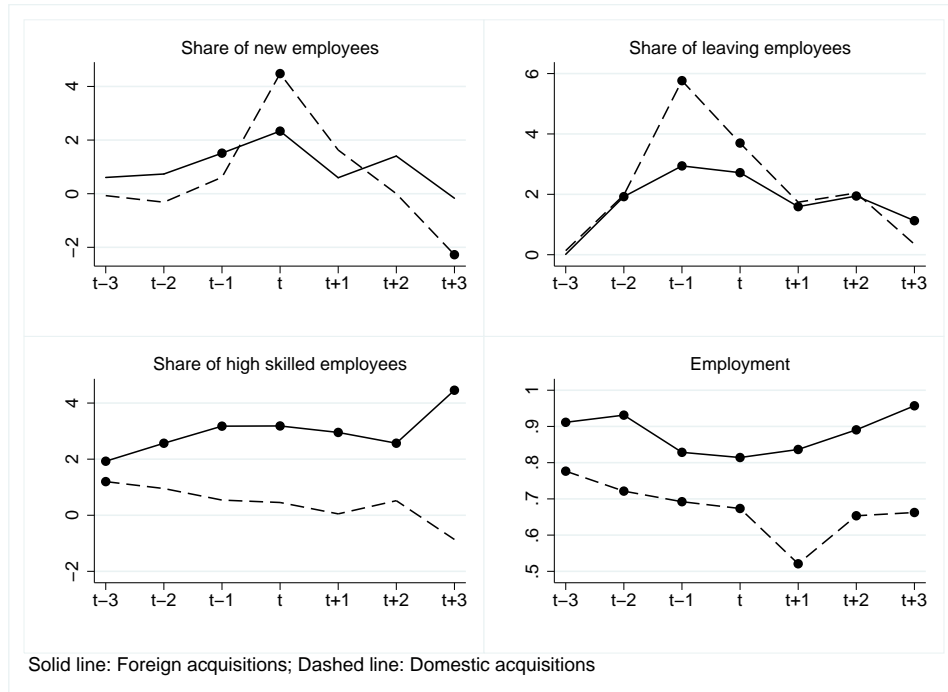 Share of new employees
4
2
0
−2
t−3 t−2 t−1 t t+1 t+2 t+3
Share of leaving employees
6
4
2
0
t−3 t−2 t−1 t t+1 t+2 t+3
Share of high skilled employees
4
2
0
−2
t−3 t−2 t−1 t t+1 t+2 t+3
Employment
1
.9
.8
.7
.6
.5
t−3 t−2 t−1 t t+1 t+2 t+3
Solid line: Foreign acquisitions; Dashed line: Domestic acquisitions